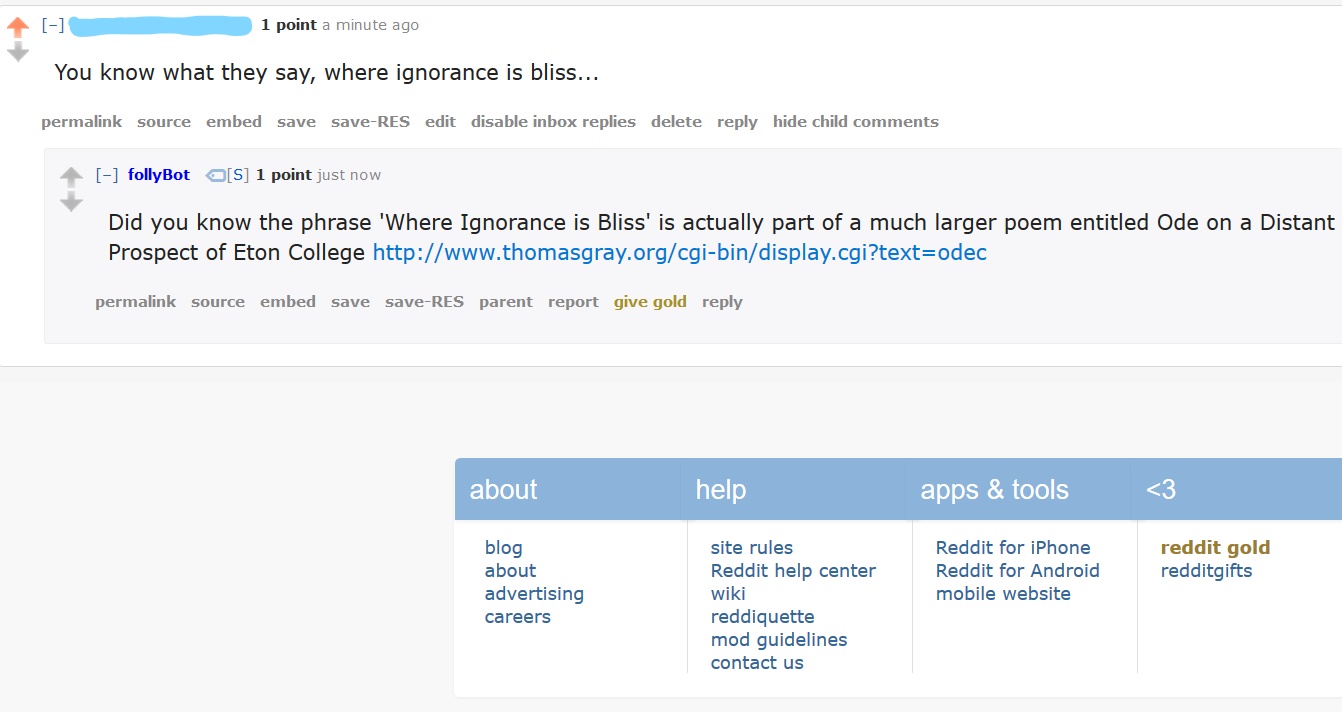 [–] 1 point a minute ago
You know what they say, where ignorance is bliss...
permalink source embed save save-RES edit disable inbox replies delete reply hide child comments
[–] follyBot [S] 1 point just now
Did you know the phrase 'Where Ignorance is Bliss' is actually part of a much larger poem entitled Ode on a Distant
Prospect of Eton College http://www.thomasgray.org/cgi-bin/display.cgi?text=odec
permalink source embed save save-RES parent report give gold reply
about help apps & tools <3
blog site rules Reddit for iPhone reddit gold
about Reddit help center Reddit for Android redditgifts
advertising wiki mobile website
careers reddiquette
mod guidelines
contact us